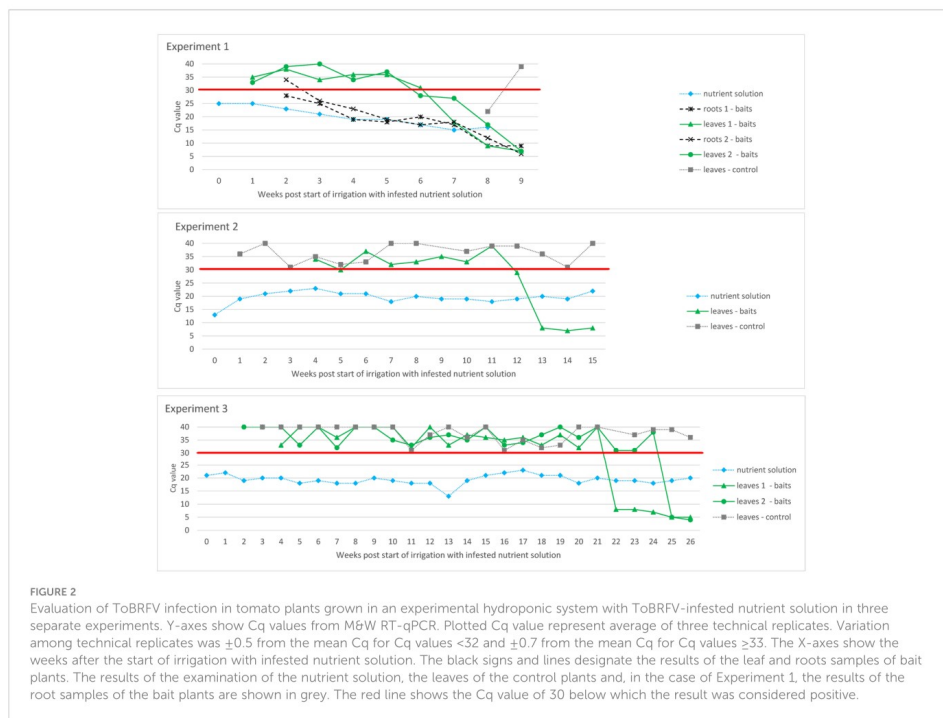 Experiment 1
40
35
30
25
20
15
10
5
0
Cq value
0 1 2 3 4 5 6 7 8 9
Weeks post start of irrigation with infested nutrient solution
nutrient solution
roots 1 - baits
leaves 1 - baits
roots 2 - baits
leaves 2 - baits
leaves - control
Experiment 2
40
35
30
25
20
15
10
5
0
Cq value
0 1 2 3 4 5 6 7 8 9 10 11 12 13 14 15
Weeks post start of irrigation with infested nutrient solution
nutrient solution
leaves - baits
leaves - control
Experiment 3
40
35
30
25
20
15
10
5
0
Cq value
0 1 2 3 4 5 6 7 8 9 10 11 12 13 14 15 16 17 18 19 20 21 22 23 24 25 26
Weeks post start of irrigation with infested nutrient solution
nutrient solution
leaves 1 - baits
leaves 2 - baits
leaves - control
FIGURE 2
Evaluation of ToBRFV infection in tomato plants grown in an experimental hydroponic system with ToBRFV-infested nutrient solution in three
separate experiments. Y-axes show Cq values from M&W RT-qPCR. Plotted Cq value represent average of three technical replicates. Variation
among technical replicates was ±0.5 from the mean Cq for Cq values <32 and ±0.7 from the mean Cq for Cq values ≥33. The X-axes show the
weeks after the start of irrigation with infested nutrient solution. The black signs and lines designate the results of the leaf and roots samples of bait
plants. The results of the examination of the nutrient solution, the leaves of the control plants and, in the case of Experiment 1, the results of the
root samples of the bait plants are shown in grey. The red line shows the Cq value of 30 below which the result was considered positive.